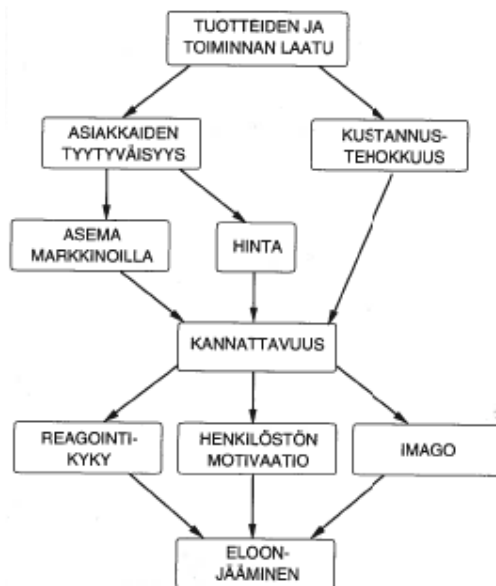 TUOTTEIDEN JA
TOIMINNAN LAATU
ASIAKKAIDEN
TYYTYVÄISYYS
KUSTANNUS-
TEHOKKUUS
ASEMA
MARKKINOILLA
HINTA
KANNATTAVUUS
REAGOINTI-
KYKY
HENKILÖSTÖN
MOTIVAATIO
IMAGO
ELOON-
JÄÄMINEN